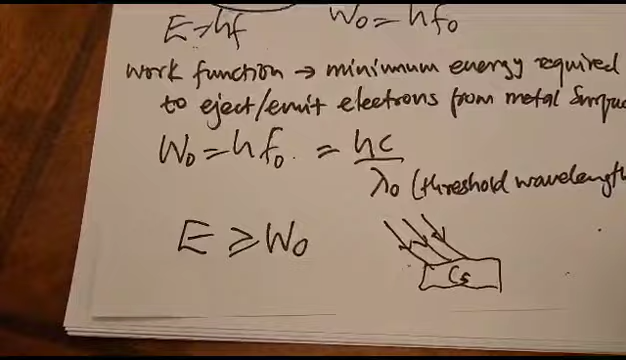 E = hf W₀ = hf₀
work function → minimum energy required
to eject/emit electrons from metal
W₀ = hf₀. = hc/λ₀ (threshold wavelength
E ≥ W₀
Cs